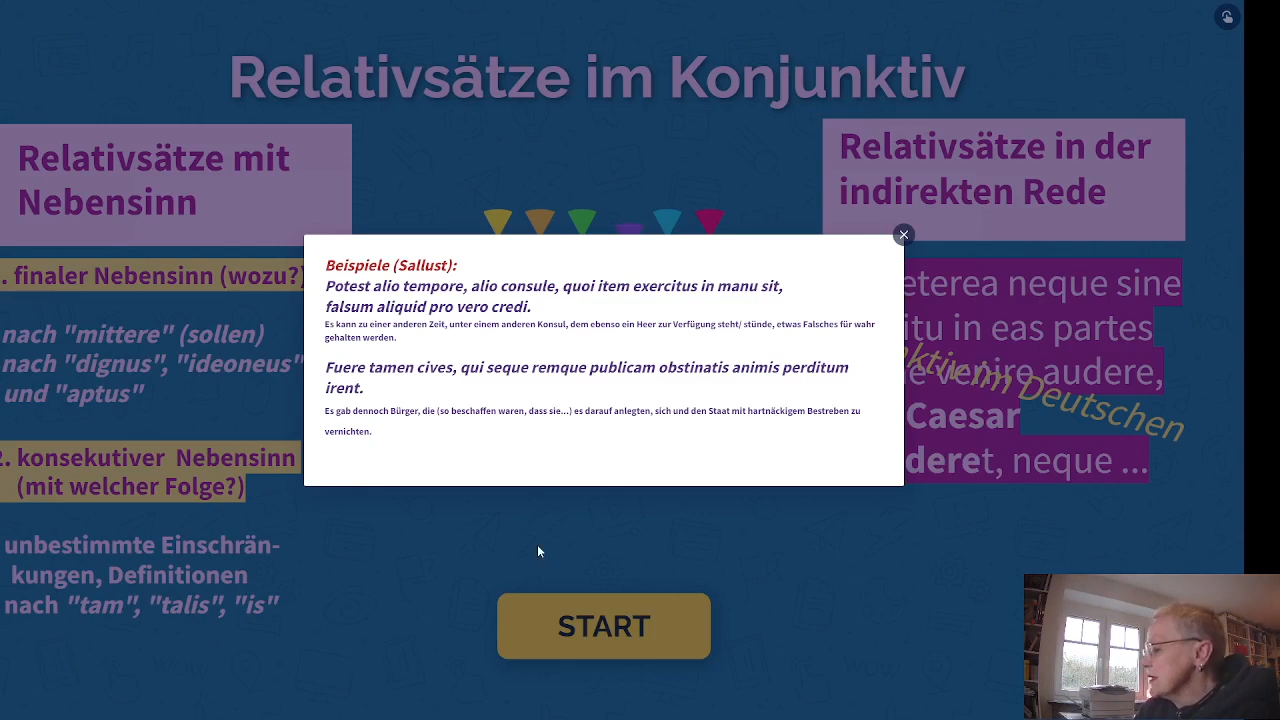 Relativsätze im Konjunktiv
Relativsätze mit
Nebensinn
. finaler Nebensinn (wozu?)
nach "mittere" (sollen)
nach "dignus", "ideoneus"
und "aptus"
2. konsekutiver Nebensinn
(mit welcher Folge?)
unbestimmte Einschrän-
kungen, Definitionen
nach "tam", "talis", "is"
Beispiele (Sallust):
Potest alio tempore, alio consule, quoi item exercitus in manu sit,
falsum aliquid pro vero credi.
Es kann zu einer anderen Zeit, unter einem anderen Konsul, dem ebenso ein Heer zur Verfügung steht/ stünde, etwas Falsches für wahr
gehalten werden.
Fuere tamen cives, qui seque remque publicam obstinatis animis perditum
irent.
Es gab dennoch Bürger, die (so beschaffen waren, dass sie...) es darauf anlegten, sich und den Staat mit hartnäckigem Bestreben zu
vernichten.
START
Relativsätze in der
indirekten Rede
eterea neque sine
itu in eas partes
e venire audere,
Caesar
deret, neque ...
nktiv im Deutschen